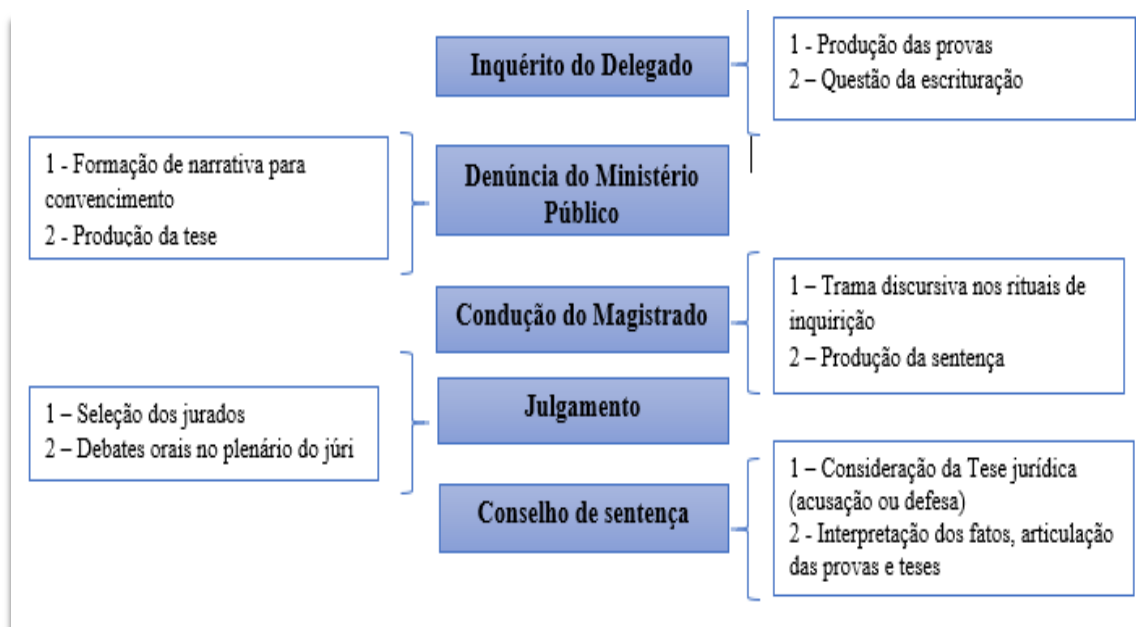 Inquérito do Delegado
1 - Produção das provas
2 – Questão da escrituração
Denúncia do Ministério
Público
1 - Formação de narrativa para
convencimento
2 - Produção da tese
Condução do Magistrado
1 – Trama discursiva nos rituais de
inquirição
2 – Produção da sentença
Julgamento
1 – Seleção dos jurados
2 – Debates orais no plenário do júri
Conselho de sentença
1 – Consideração da Tese jurídica
(acusação ou defesa)
2 - Interpretação dos fatos, articulação
das provas e teses